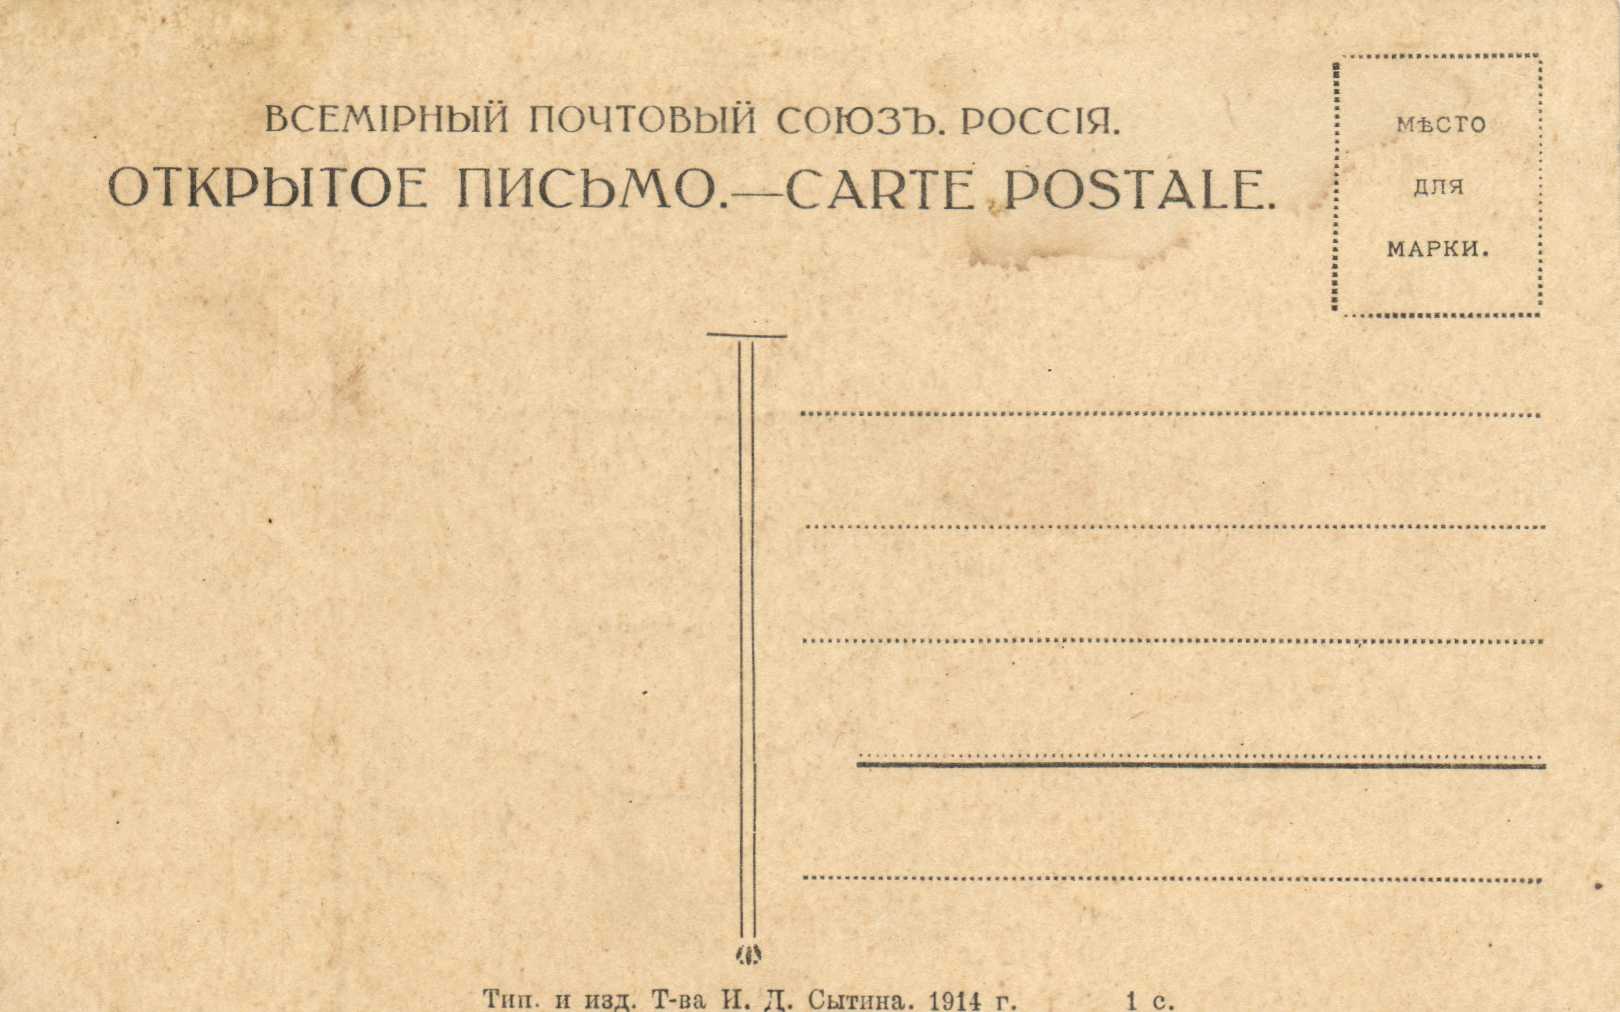 ВСЕМІРНЫЙ ПОЧТОВЫЙ СОЮЗЪ. РОССІЯ.
ОТКРЫТОЕ ПИСЬМО.—CARTE POSTALE.
МѢСТО
ДЛЯ
МАРКИ.
Тип. и изд. Т-ва И. Д. Сытина. 1914 г. 1 с.